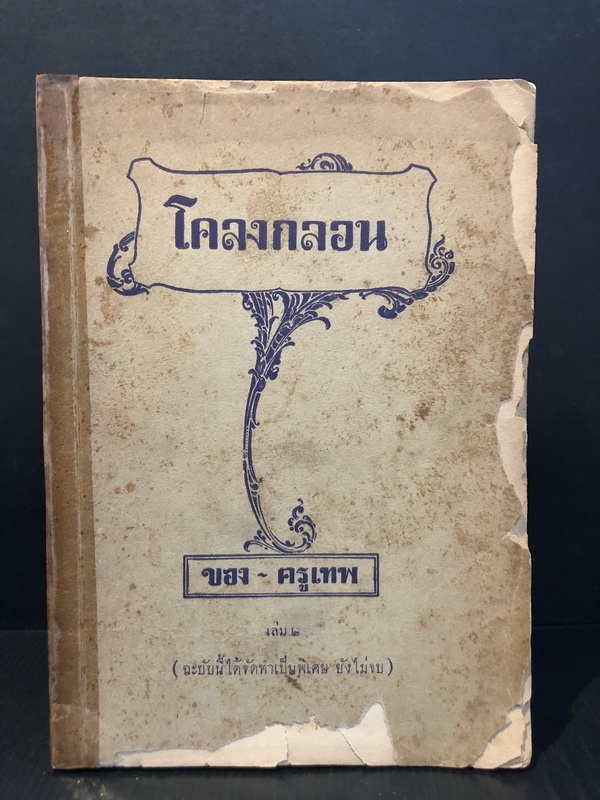 โคลงกลอน
ของ - ครูเทพ
เล่ม ๒
(ฉะบับนี้ได้จัดทำเป็นพิเศษ ยังไม่จบ)